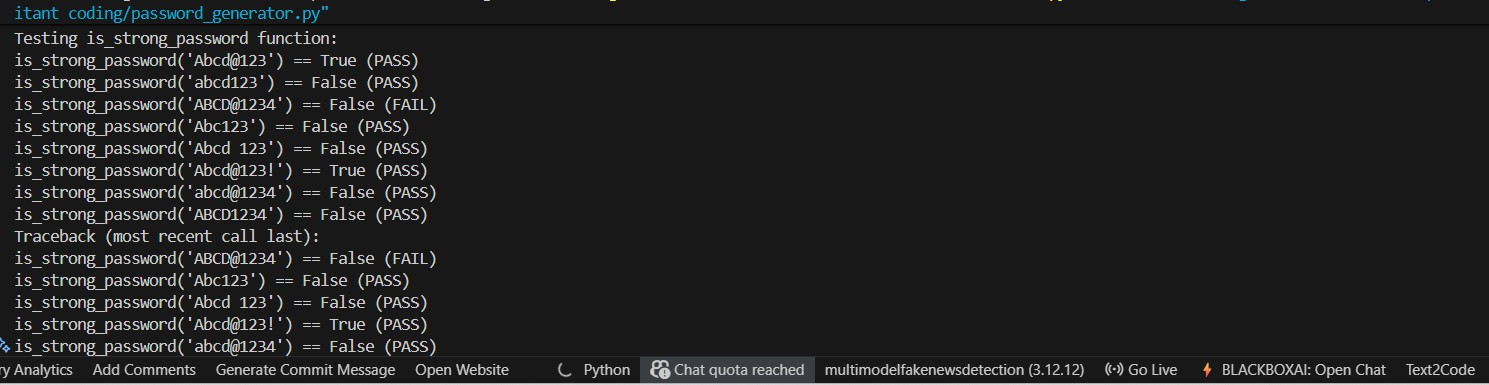 itant coding/password_generator.py"
Testing is_strong_password function:
is_strong_password('Abcd@123') == True (PASS)
is_strong_password('abcd123') == False (PASS)
is_strong_password('ABCD@1234') == False (FAIL)
is_strong_password('Abc123') == False (PASS)
is_strong_password('Abcd 123') == False (PASS)
is_strong_password('Abcd@123!') == True (PASS)
is_strong_password('abcd@1234') == False (PASS)
is_strong_password('ABCD1234') == False (PASS)
Traceback (most recent call last):
is_strong_password('ABCD@1234') == False (FAIL)
is_strong_password('Abc123') == False (PASS)
is_strong_password('Abcd 123') == False (PASS)
is_strong_password('Abcd@123!') == True (PASS)
is_strong_password('abcd@1234') == False (PASS)
ry Analytics Add Comments Generate Commit Message Open Website Python Chat quota reached multimodelfakenewsdetection (3.12.12) Go Live BLACKBOXAI: Open Chat Text2Code